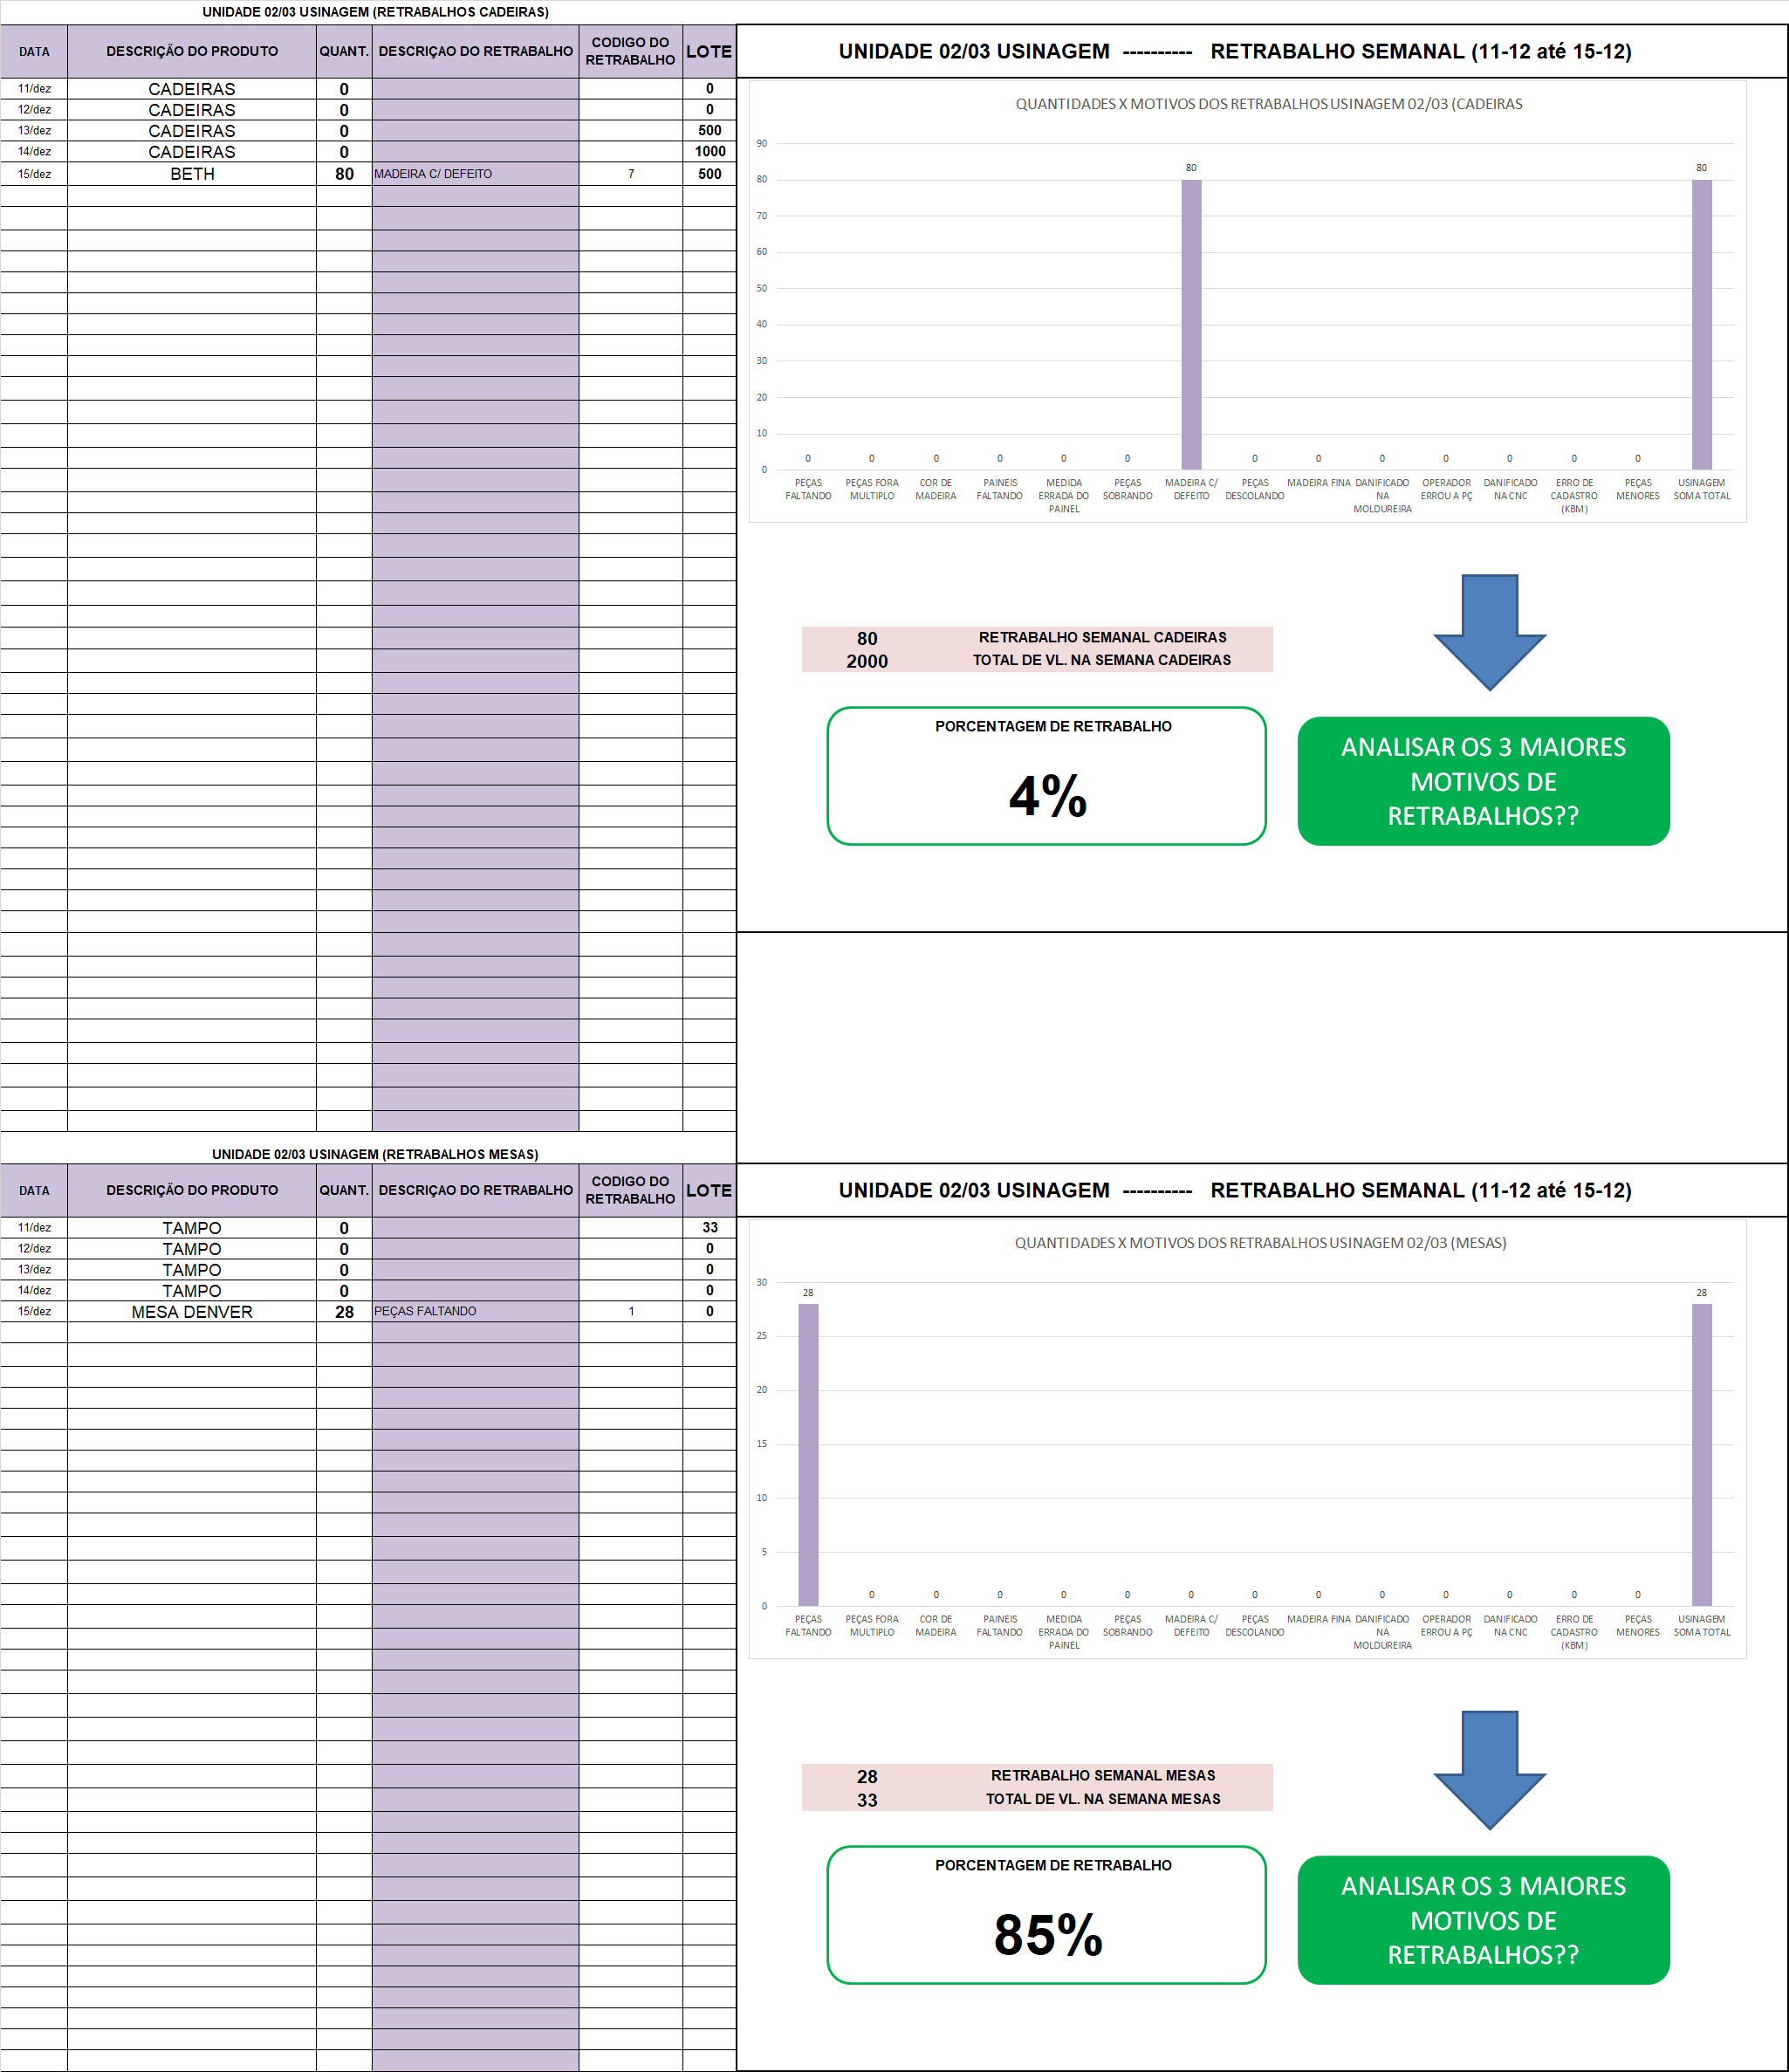 UNIDADE 02/03 USINAGEM (RETRABALHOS CADEIRAS)
DATA DESCRIÇÃO DO PRODUTO QUANT. DESCRIÇAO DO RETRABALHO CODIGO DO RETRABALHO LOTE
11/dez CADEIRAS 0 0
12/dez CADEIRAS 0 0
13/dez CADEIRAS 0 500
14/dez CADEIRAS 0 1000
15/dez BETH 80 MADEIRA C/ DEFEITO 7 500
UNIDADE 02/03 USINAGEM ---------- RETRABALHO SEMANAL (11-12 até 15-12)
QUANTIDADES X MOTIVOS DOS RETRABALHOS USINAGEM 02/03 (CADEIRAS
90
80
70
60
50
40
30
20
10
0
0 0 0 0 0 0 80 0 0 0 0 0 0 0 80
PEÇAS FALTANDO
PEÇAS FORA MULTIPLO
COR DE MADEIRA
PAINEIS FALTANDO
MEDIDA ERRADA DO PAINEL
PEÇAS SOBRANDO
MADEIRA C/ DEFEITO
PEÇAS DESCOLANDO
MADEIRA FINA
DANIFICADO NA MOLDUREIRA
OPERADOR ERROU A PÇ
DANIFICADO NA CNC
ERRO DE CADASTRO (KBM)
PEÇAS MENORES
USINAGEM SOMA TOTAL
80 RETRABALHO SEMANAL CADEIRAS
2000 TOTAL DE VL. NA SEMANA CADEIRAS
PORCENTAGEM DE RETRABALHO
4%
ANALISAR OS 3 MAIORES
MOTIVOS DE
RETRABALHOS??
UNIDADE 02/03 USINAGEM (RETRABALHOS MESAS)
DATA DESCRIÇÃO DO PRODUTO QUANT. DESCRIÇAO DO RETRABALHO CODIGO DO RETRABALHO LOTE
11/dez TAMPO 0 33
12/dez TAMPO 0 0
13/dez TAMPO 0 0
14/dez TAMPO 0 0
15/dez MESA DENVER 28 PEÇAS FALTANDO 1 0
UNIDADE 02/03 USINAGEM ---------- RETRABALHO SEMANAL (11-12 até 15-12)
QUANTIDADES X MOTIVOS DOS RETRABALHOS USINAGEM 02/03 (MESAS)
30
25
20
15
10
5
0
28 0 0 0 0 0 0 0 0 0 0 0 0 0 28
PEÇAS FALTANDO
PEÇAS FORA MULTIPLO
COR DE MADEIRA
PAINEIS FALTANDO
MEDIDA ERRADA DO PAINEL
PEÇAS SOBRANDO
MADEIRA C/ DEFEITO
PEÇAS DESCOLANDO
MADEIRA FINA
DANIFICADO NA MOLDUREIRA
OPERADOR ERROU A PÇ
DANIFICADO NA CNC
ERRO DE CADASTRO (KBM)
PEÇAS MENORES
USINAGEM SOMA TOTAL
28 RETRABALHO SEMANAL MESAS
33 TOTAL DE VL. NA SEMANA MESAS
PORCENTAGEM DE RETRABALHO
85%
ANALISAR OS 3 MAIORES
MOTIVOS DE
RETRABALHOS??